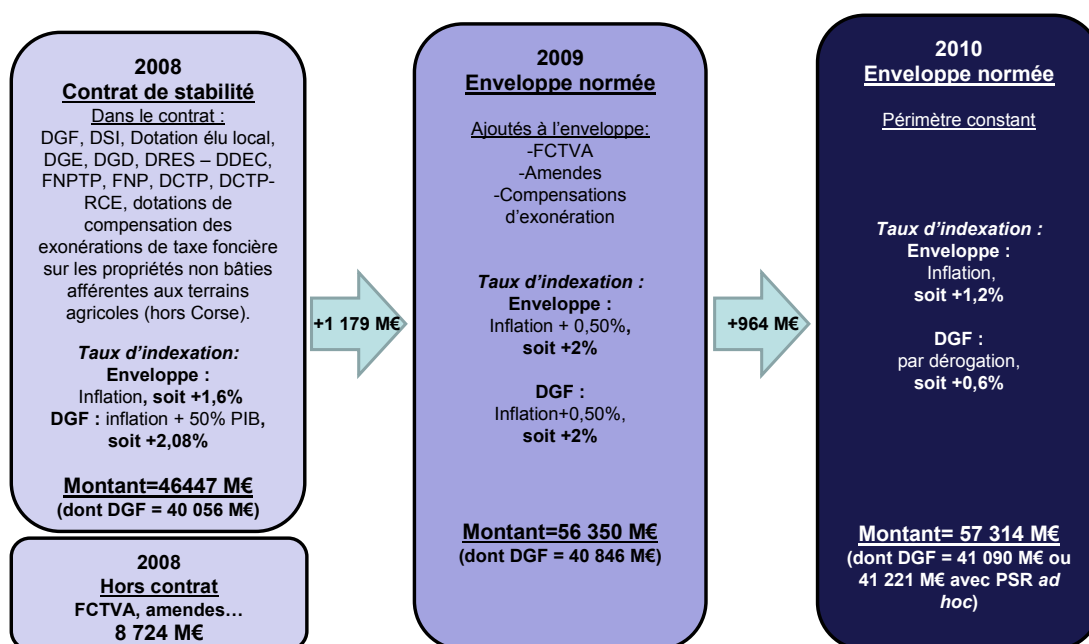 2008
Contrat de stabilité
Dans le contrat :
DGF, DSI, Dotation élu local,
DGE, DGD, DRES – DDEC,
FNPTP, FNP, DCTP, DCTP-
RCE, dotations de
compensation des
exonérations de taxe foncière
sur les propriétés non bâties
afférentes aux terrains
agricoles (hors Corse).
Taux d'indexation:
Enveloppe :
Inflation, soit +1,6%
DGF : inflation + 50% PIB,
soit +2,08%
Montant=46447 M€
(dont DGF = 40 056 M€)
2008
Hors contrat
FCTVA, amendes…
8 724 M€
+1 179 M€
2009
Enveloppe normée
Ajoutés à l'enveloppe:
-FCTVA
-Amendes
-Compensations
d'exonération
Taux d'indexation :
Enveloppe :
Inflation + 0,50%,
soit +2%
DGF :
Inflation+0,50%,
soit +2%
Montant=56 350 M€
(dont DGF = 40 846 M€)
+964 M€
2010
Enveloppe normée
Périmètre constant
Taux d'indexation :
Enveloppe :
Inflation,
soit +1,2%
DGF :
par dérogation,
soit +0,6%
Montant= 57 314 M€
(dont DGF = 41 090 M€ ou
41 221 M€ avec PSR ad
hoc)